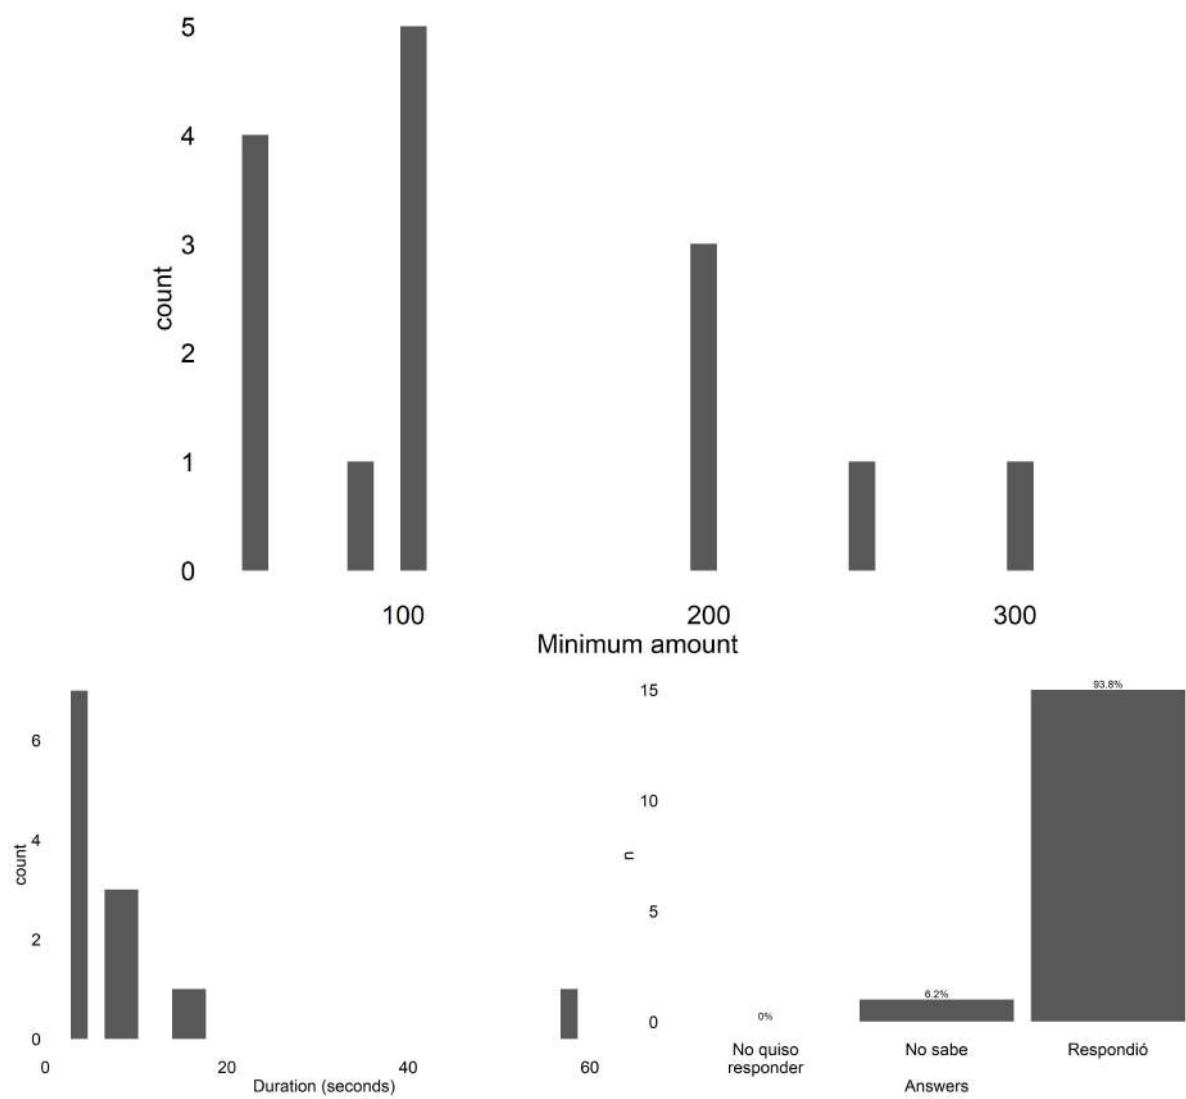 5
4
3
2
1
0
count
100
200
300
Minimum amount
6
4
2
0
count
0
20
40
60
Duration (seconds)
15
10
5
0
n
93.8%
6.2%
0%
No quiso
responder
No sabe
Respondió
Answers